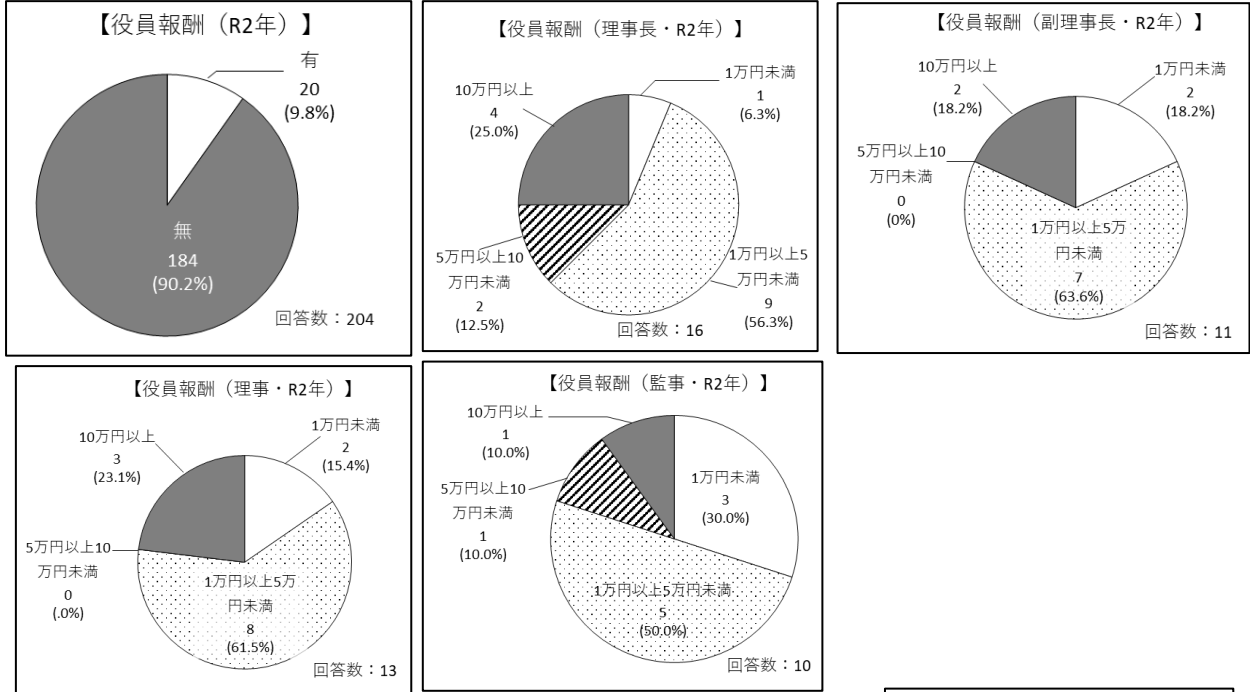 【役員報酬（R2年）】
有
20
(9.8%)
無
184
(90.2%)
回答数：204
【役員報酬（理事長・R2年）】
1万円未満
1
(6.3%)
10万円以上
4
(25.0%)
5万円以上10
万円未満
2
(12.5%)
1万円以上5
万円未満
9
(56.3%)
回答数：16
【役員報酬（副理事長・R2年）】
10万円以上
2
(18.2%)
1万円未満
2
(18.2%)
5万円以上10
万円未満
0
(0%)
1万円以上5万
円未満
7
(63.6%)
回答数：11
【役員報酬（理事・R2年）】
1万円未満
2
(15.4%)
10万円以上
3
(23.1%)
5万円以上10
万円未満
0
(.0%)
1万円以上5万
円未満
8
(61.5%)
回答数：13
【役員報酬（監事・R2年）】
10万円以上
1
(10.0%)
1万円未満
3
(30.0%)
5万円以上10
万円未満
1
(10.0%)
1万円以上5万円未満
5
(50.0%)
回答数：10